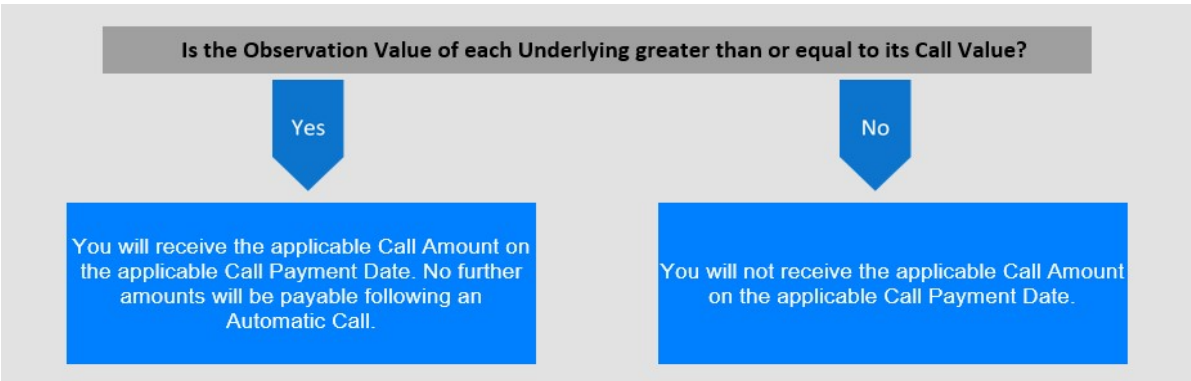 Is the Observation Value of each Underlying greater than or equal to its Call Value?
Yes
No
You will receive the applicable Call Amount on
the applicable Call Payment Date. No further
amounts will be payable following an
Automatic Call.
You will not receive the applicable Call Amount
on the applicable Call Payment Date.